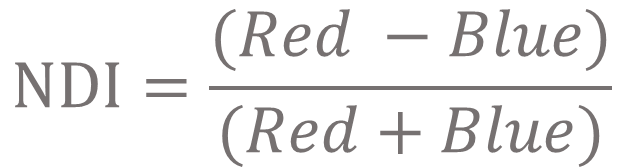 NDI = (Red − Blue) / (Red + Blue)